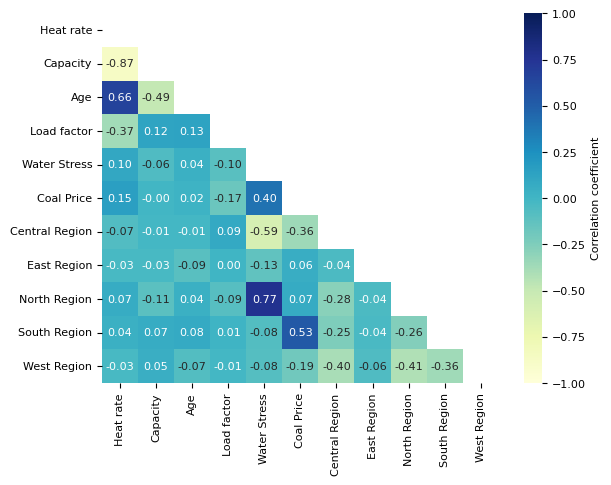 Heat rate
Capacity -0.87
Age 0.66 -0.49
Load factor -0.37 0.12 0.13
Water Stress 0.10 -0.06 0.04 -0.10
Coal Price 0.15 -0.00 0.02 -0.17 0.40
Central Region -0.07 -0.01 -0.01 0.09 -0.59 -0.36
East Region -0.03 -0.03 -0.09 0.00 -0.13 0.06 -0.04
North Region 0.07 -0.11 0.04 -0.09 0.77 0.07 -0.28 -0.04
South Region 0.04 0.07 0.08 0.01 -0.08 0.53 -0.25 -0.04 -0.26
West Region -0.03 0.05 -0.07 -0.01 -0.08 -0.19 -0.40 -0.06 -0.41 -0.36
Heat rate
Capacity
Age
Load factor
Water Stress
Coal Price
Central Region
East Region
North Region
South Region
West Region
1.00
0.75
0.50
0.25
0.00
−0.25
−0.50
−0.75
−1.00
Correlation coefficient